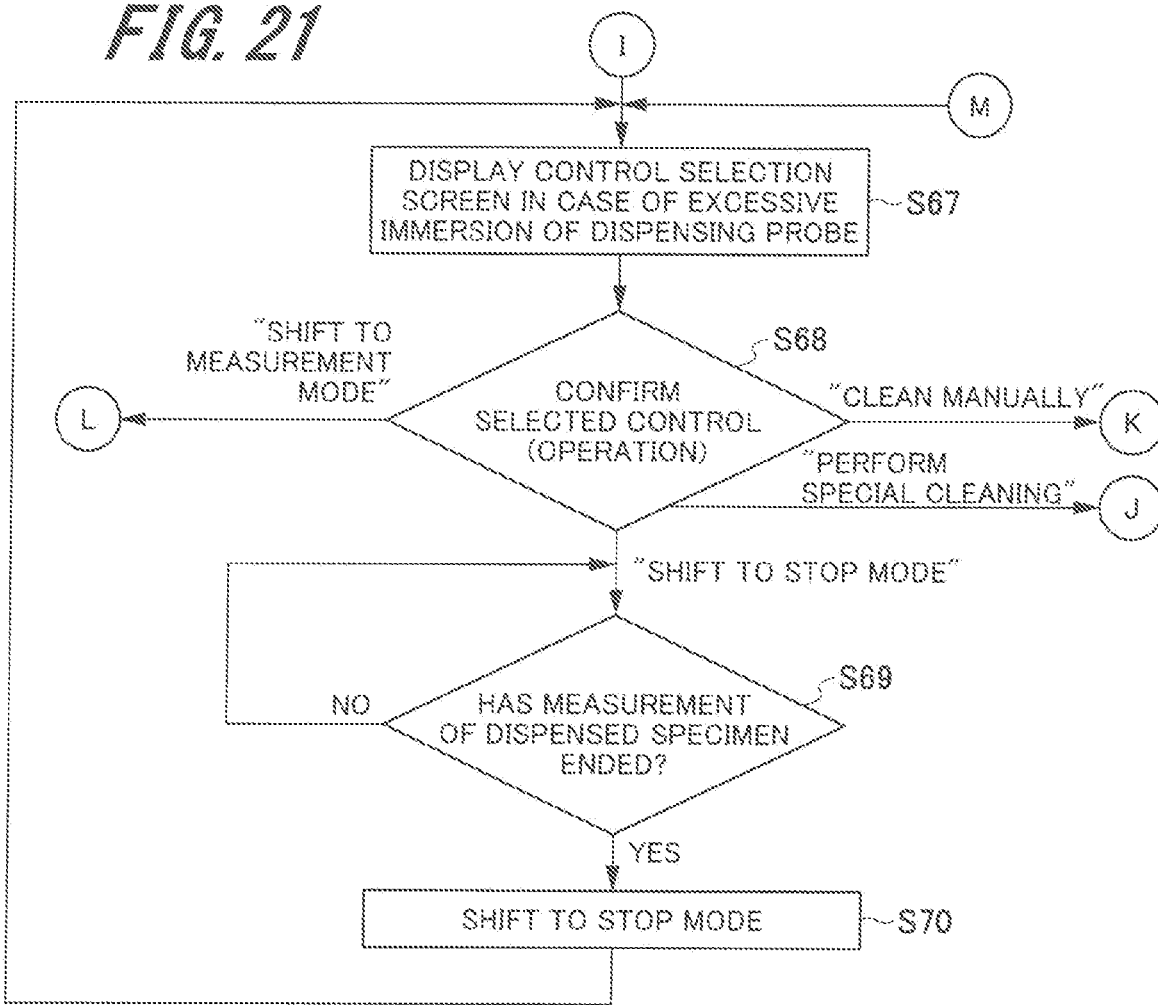 FIG. 21
I
M
DISPLAY CONTROL SELECTION
SCREEN IN CASE OF EXCESSIVE
IMMERSION OF DISPENSING PROBE
S67
"SHIFT TO
MEASUREMENT
MODE"
S68
L
CONFIRM
SELECTED CONTROL
(OPERATION)
"CLEAN MANUALLY"
K
"PERFORM
SPECIAL CLEANING"
J
"SHIFT TO STOP MODE"
S69
NO
HAS MEASUREMENT
OF DISPENSED SPECIMEN
ENDED?
YES
SHIFT TO STOP MODE
S70